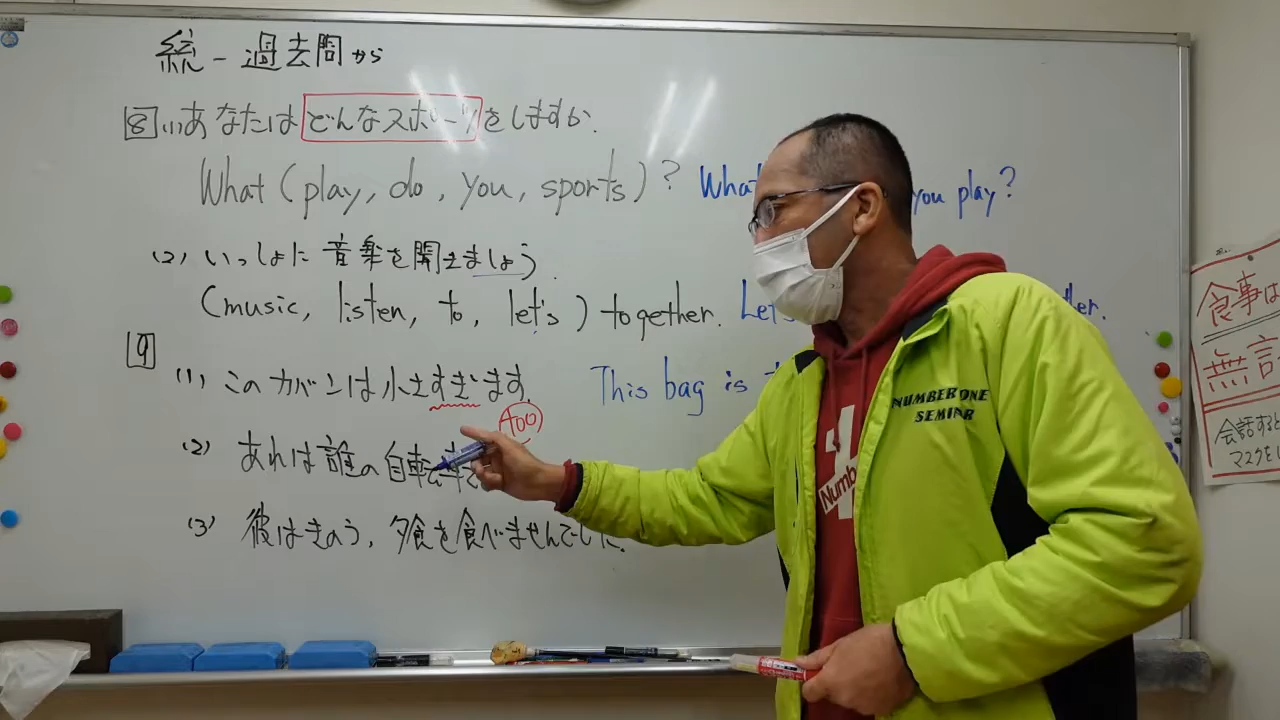 統一過去問から
8 (1) あなたはどんなスポーツをしますか.
What (play, do, you, sports)? What
you play?
(2) いっしょに音楽を聞きましょう.
(music, listen, to, let's) together. Let's
9
(1) このカバンは小さすぎます. This bag is
too
(2) あれは誰の自転車
(3) 彼はきのう, 夕食を食べませんでした.
NUMBER ONE
SEMINAR
Numb
食事は
無言
会話すると
マスクをし